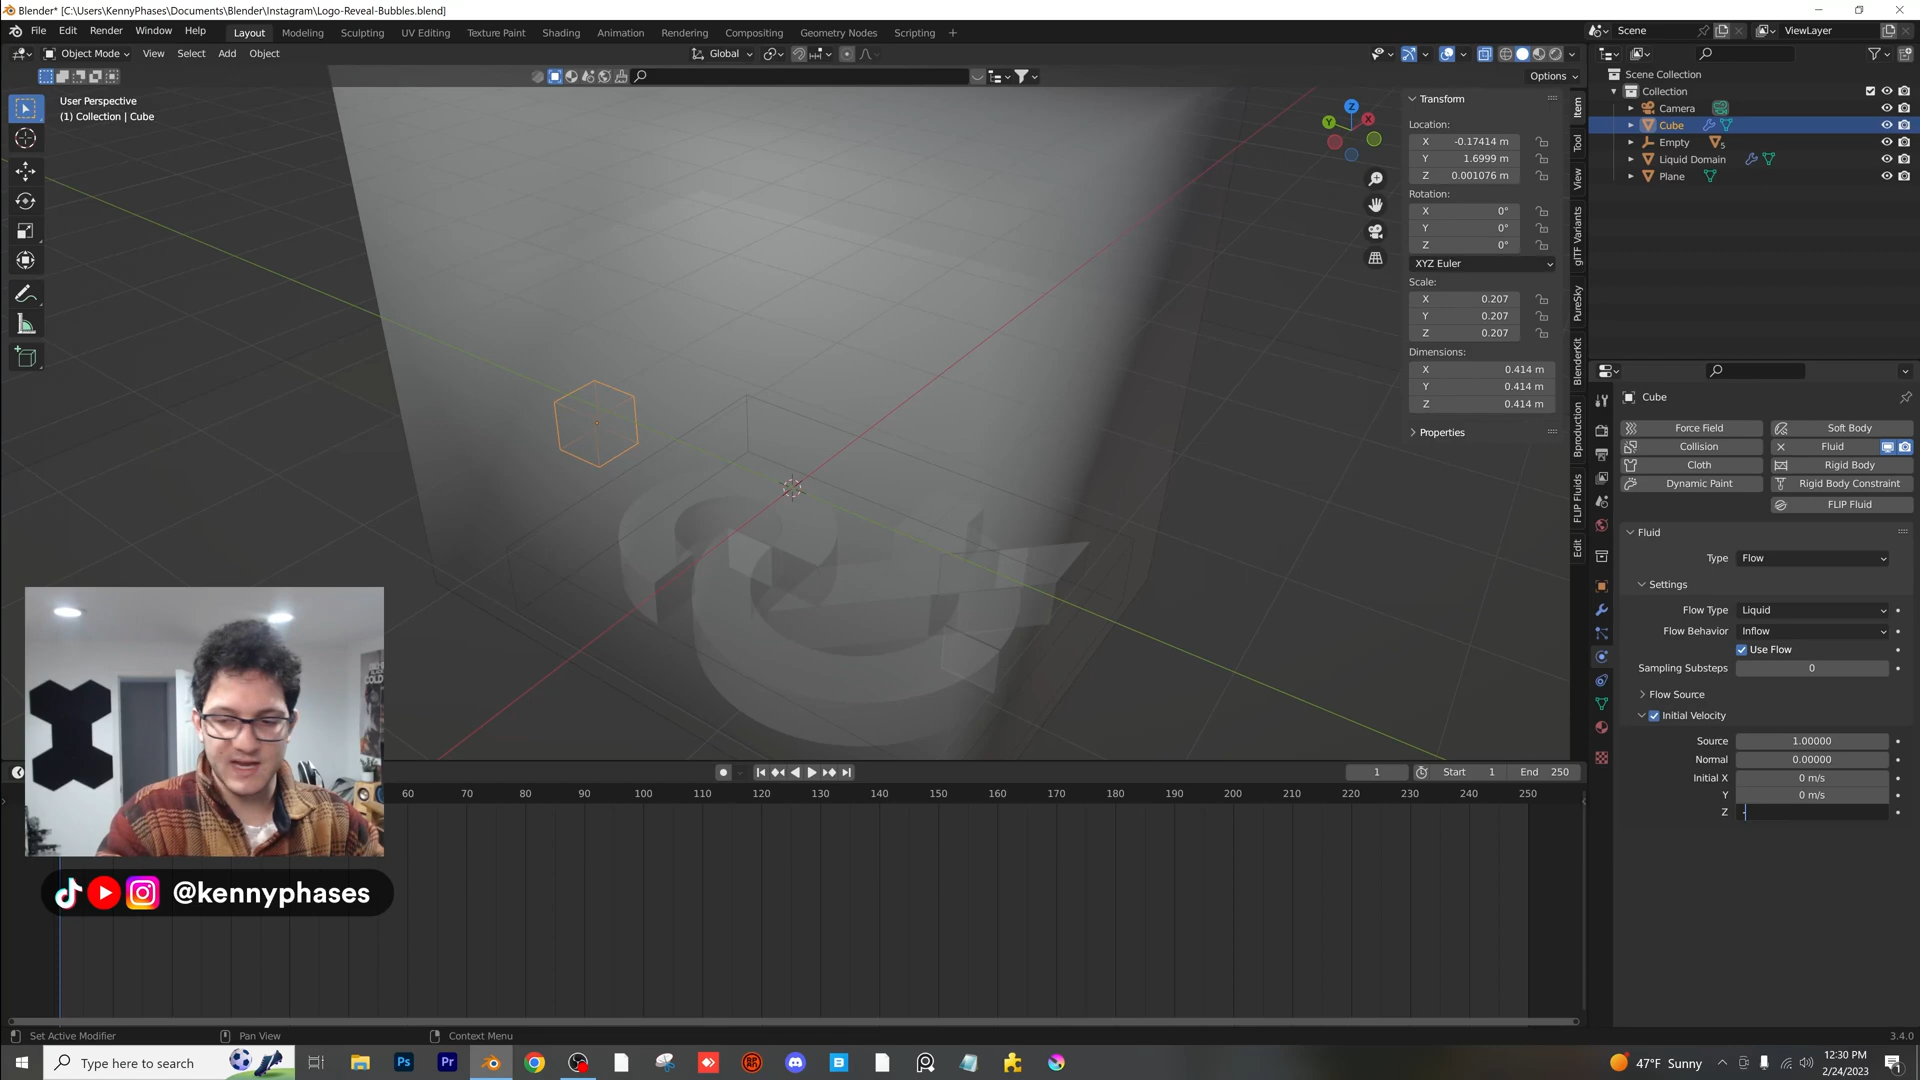 Blender* [C:\Users\KennyPhases\Documents\Blender\Instagram\Logo-Reveal-Bubbles.blend]
File Edit Render Window Help Layout Modeling Sculpting UV Editing Texture Paint Shading Animation Rendering Compositing Geometry Nodes Scripting Scene ViewLayer
Object Mode View Select Add Object Global
Options
User Perspective
(1) Collection | Cube
Z
Y
X
Transform
Location:
X -0.17414 m
Y 1.6999 m
Z 0.001076 m
Rotation:
X 0°
Y 0°
Z 0°
XYZ Euler
Scale:
X 0.207
Y 0.207
Z 0.207
Dimensions:
X 0.414 m
Y 0.414 m
Z 0.414 m
Properties
Item
Tool
View
glTF Variants
PureSky
BlenderKit
Bproduction
FLIP Fluids
Edit
Scene Collection
Collection
Camera
Cube
Empty 5
Liquid Domain
Plane
Cube
Force Field Soft Body
Collision Fluid
Cloth Rigid Body
Dynamic Paint Rigid Body Constraint
FLIP Fluid
Fluid
Type Flow
Settings
Flow Type Liquid
Flow Behavior Inflow
Use Flow
Sampling Substeps 0
Flow Source
Initial Velocity
Source 1.00000
Normal 0.00000
Initial X 0 m/s
Y 0 m/s
Z -
1 Start 1 End 250
60 70 80 90 100 110 120 130 140 150 160 170 180 190 200 210 220 230 240 250
@kennyphases
Set Active Modifier Pan View Context Menu 3.4.0
Type here to search
Ps Pr
47°F Sunny
12:30 PM
2/24/2023
1